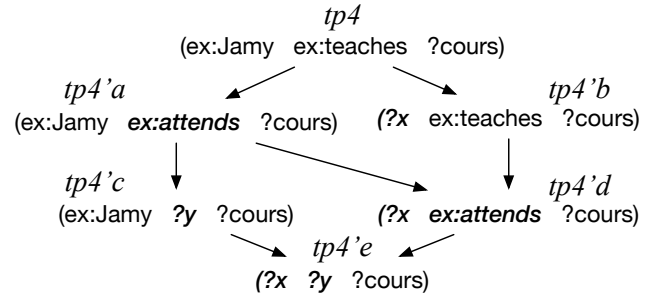 tp4
(ex:Jamy ex:teaches ?cours)
tp4'a tp4'b
(ex:Jamy ex:attends ?cours) (?x ex:teaches ?cours)
tp4'c tp4'd
(ex:Jamy ?y ?cours) (?x ex:attends ?cours)
tp4'e
(?x ?y ?cours)